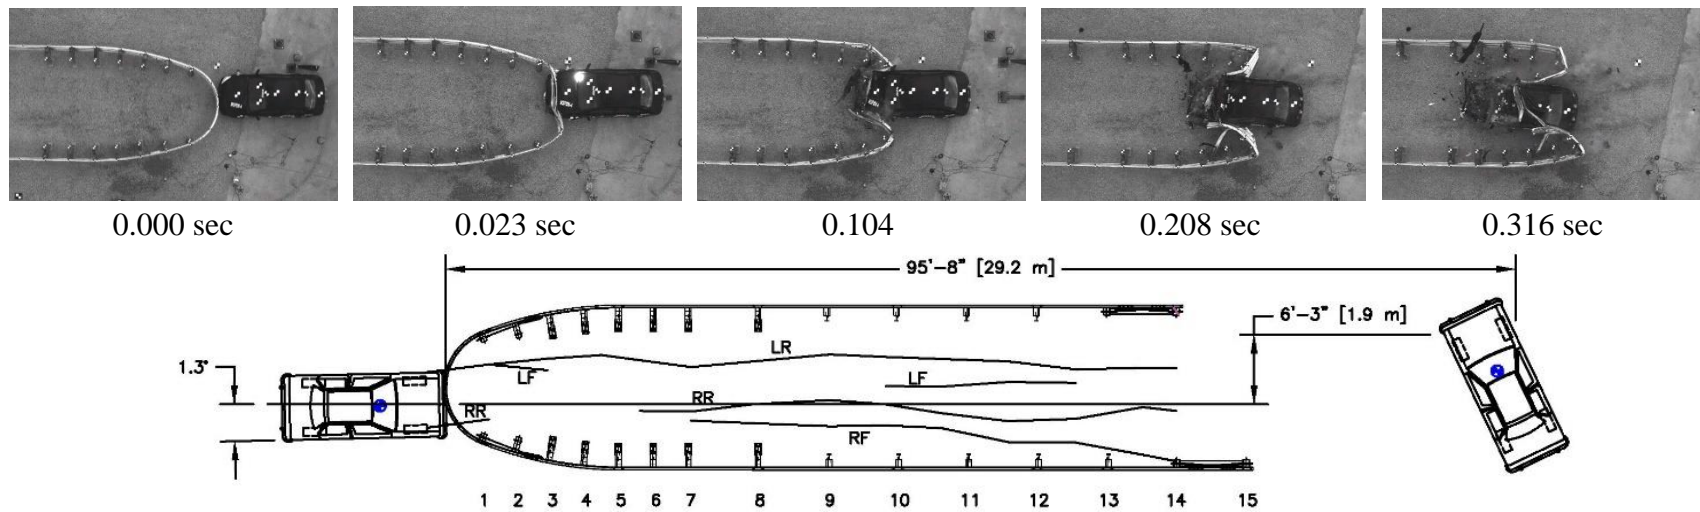 0.000 sec 0.023 sec 0.104 0.208 sec 0.316 sec
95'-8" [29.2 m]
6'-3" [1.9 m]
1.3'
LR
LF
LF
RR
RR
RF
1 2 3 4 5 6 7 8 9 10 11 12 13 14 15